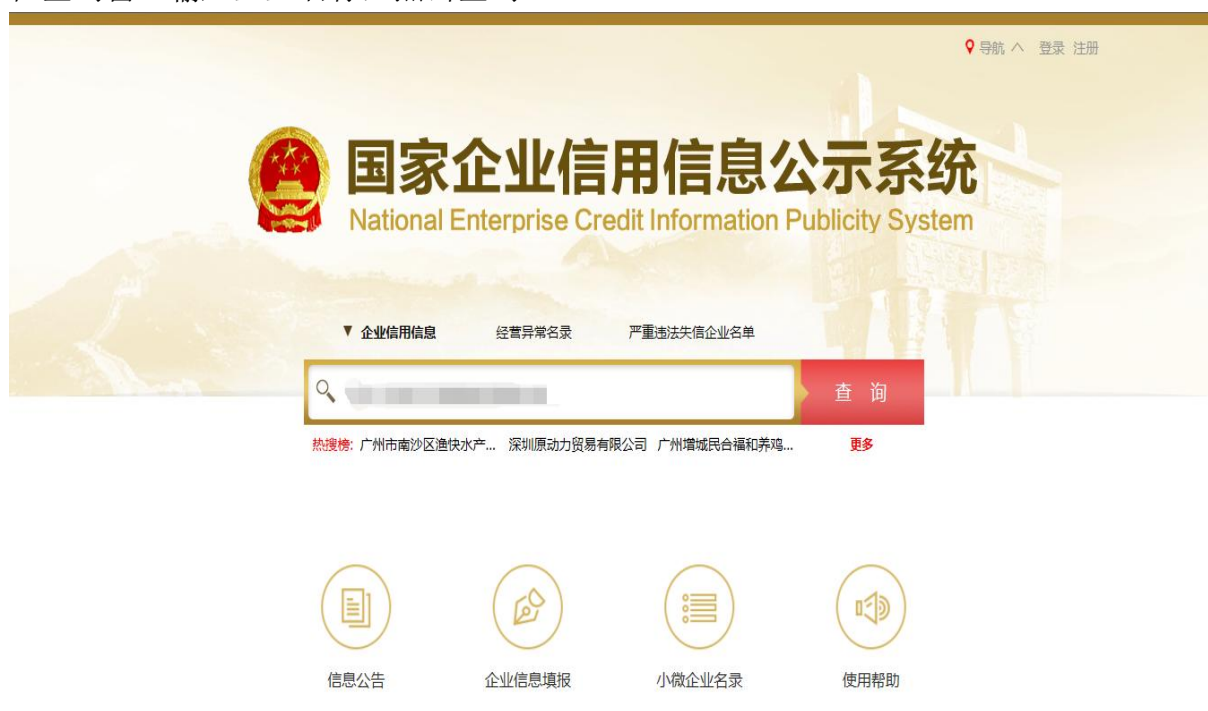 导航 登录 注册
国家企业信用信息公示系统
National Enterprise Credit Information Publicity System
企业信用信息 经营异常名录 严重违法失信企业名单
查 询
热搜榜: 广州市南沙区渔快水产... 深圳原动力贸易有限公司 广州增城民合福和养鸡... 更多
信息公告 企业信息填报 小微企业名录 使用帮助